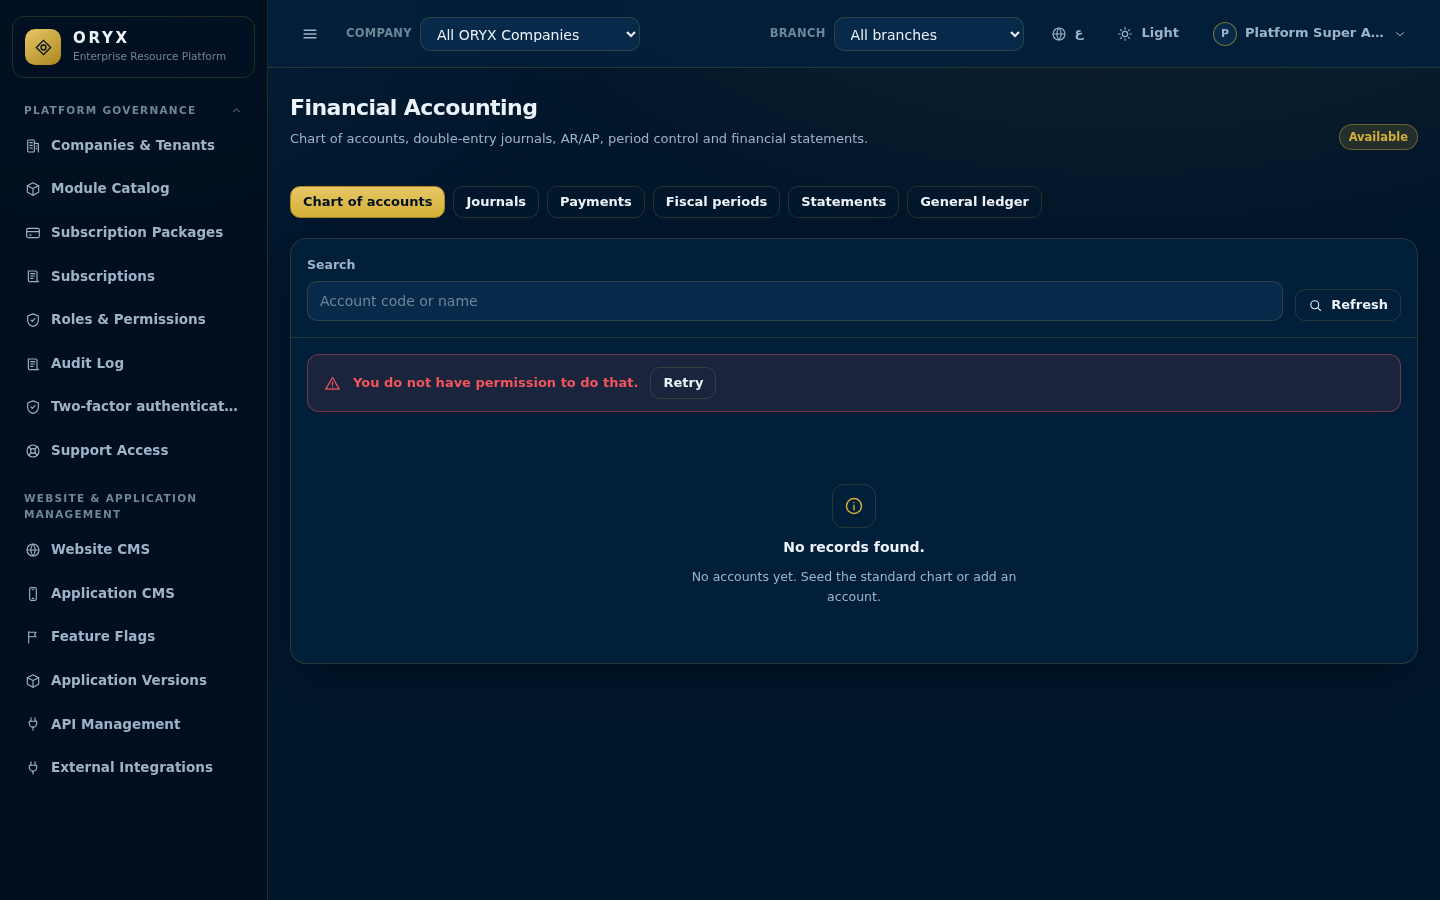 ORYX
Enterprise Resource Platform
PLATFORM GOVERNANCE
Companies & Tenants
Module Catalog
Subscription Packages
Subscriptions
Roles & Permissions
Audit Log
Two-factor authenticat...
Support Access
WEBSITE & APPLICATION
MANAGEMENT
Website CMS
Application CMS
Feature Flags
Application Versions
API Management
External Integrations
COMPANY
All ORYX Companies
BRANCH
All branches
ع
Light
P
Platform Super A...
Financial Accounting
Chart of accounts, double-entry journals, AR/AP, period control and financial statements.
Available
Chart of accounts
Journals
Payments
Fiscal periods
Statements
General ledger
Search
Account code or name
Refresh
You do not have permission to do that.
Retry
No records found.
No accounts yet. Seed the standard chart or add an
account.